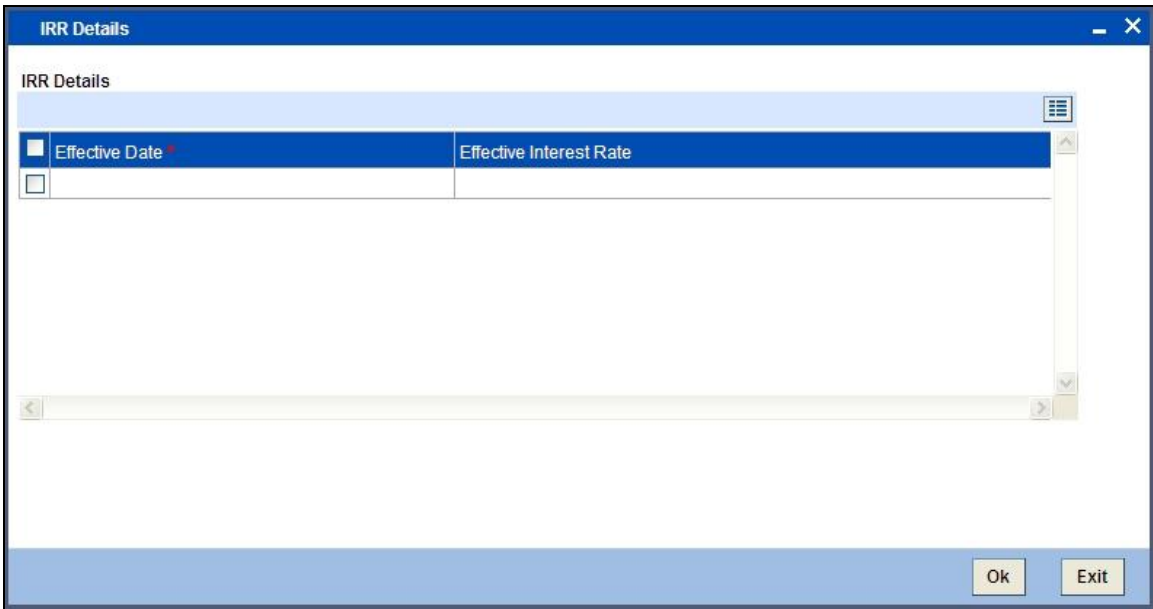 IRR Details
IRR Details
Effective Date * Effective Interest Rate
Ok Exit